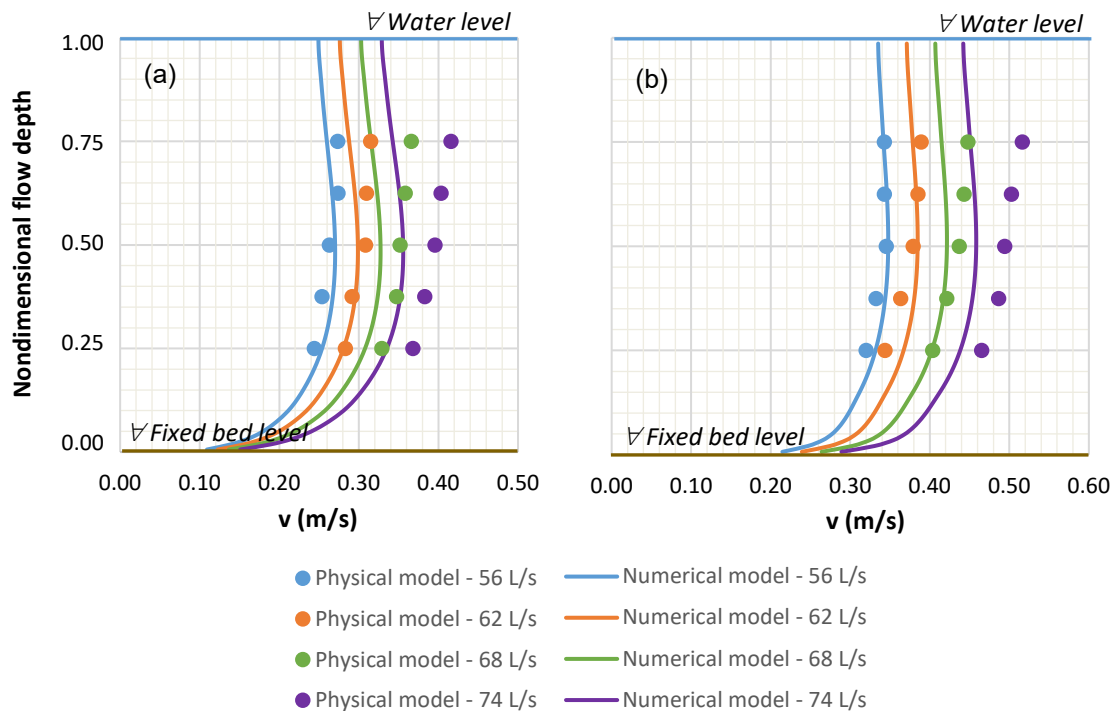 ∀ Water level
∀ Water level
1.00
(a)
(b)
0.75
0.50
0.25
0.00
Nondimensional flow depth
∀ Fixed bed level
∀ Fixed bed level
0.00 0.10 0.20 0.30 0.40 0.50
0.00 0.10 0.20 0.30 0.40 0.50 0.60
v (m/s)
v (m/s)
Physical model - 56 L/s
Numerical model - 56 L/s
Physical model - 62 L/s
Numerical model - 62 L/s
Physical model - 68 L/s
Numerical model - 68 L/s
Physical model - 74 L/s
Numerical model - 74 L/s